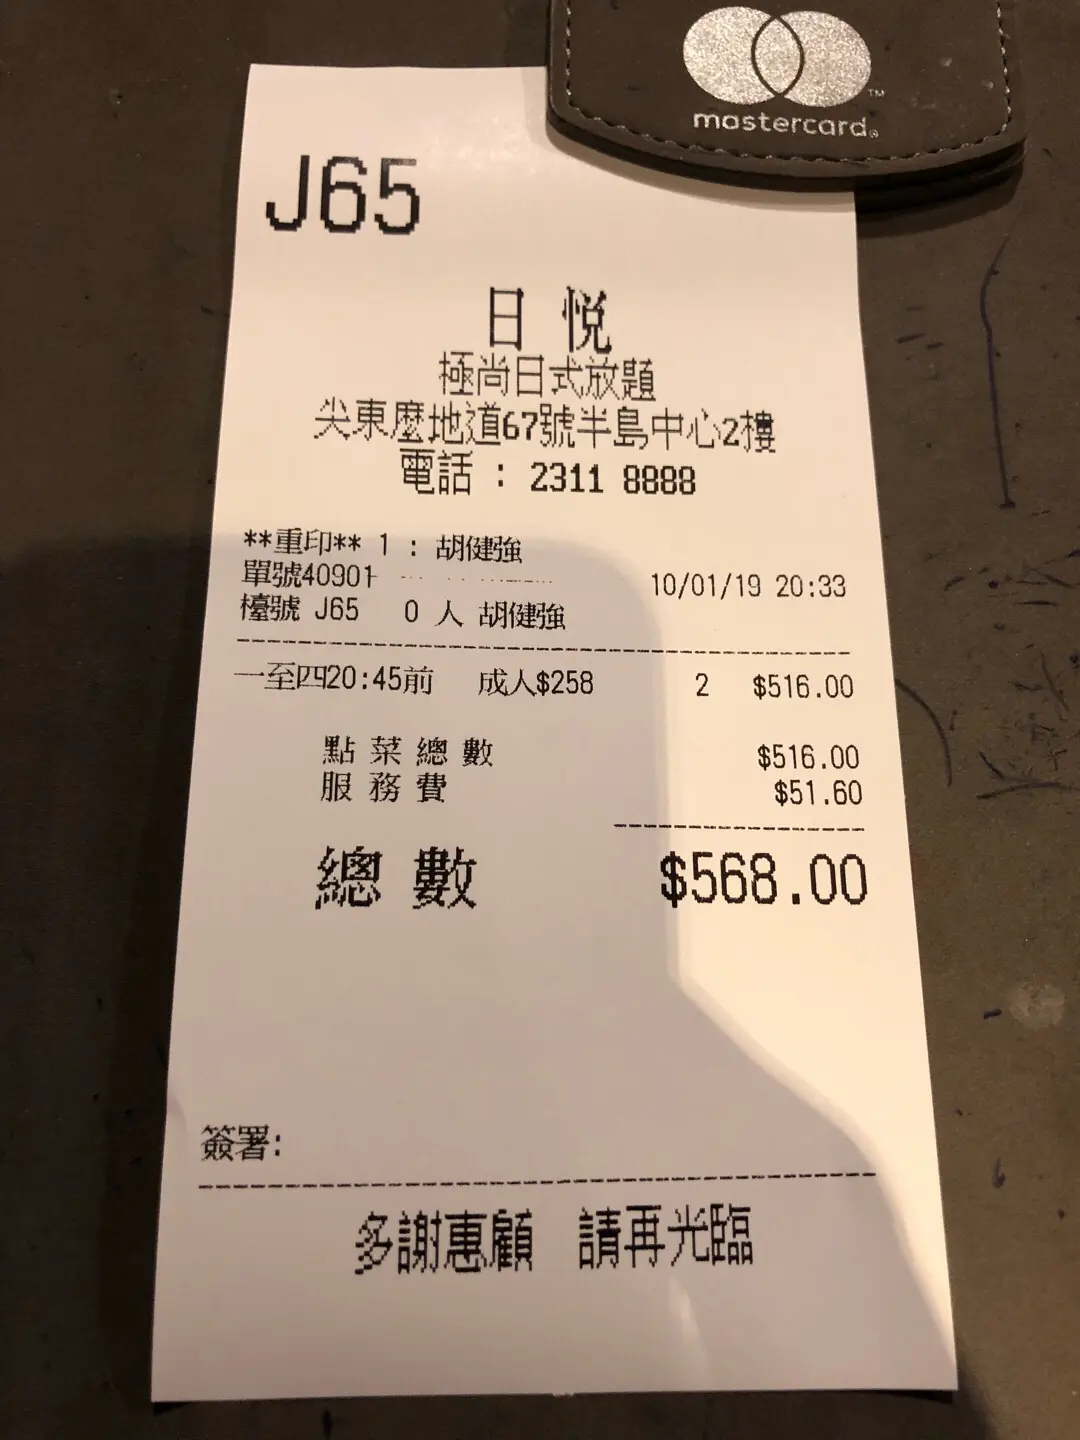 mastercard
J65
日 悦
極尚日式放題
尖東麼地道67號半島中心2樓
電話 : 2311 8888
**重印** 1 : 胡健強
單號40901
10/01/19 20:33
檯號 J65 0 人 胡健強
一至四20:45前 成人$258 2 $516.00
點菜總數 $516.00
服務費 $51.60
總數 $568.00
簽署:
多謝惠顧 請再光臨